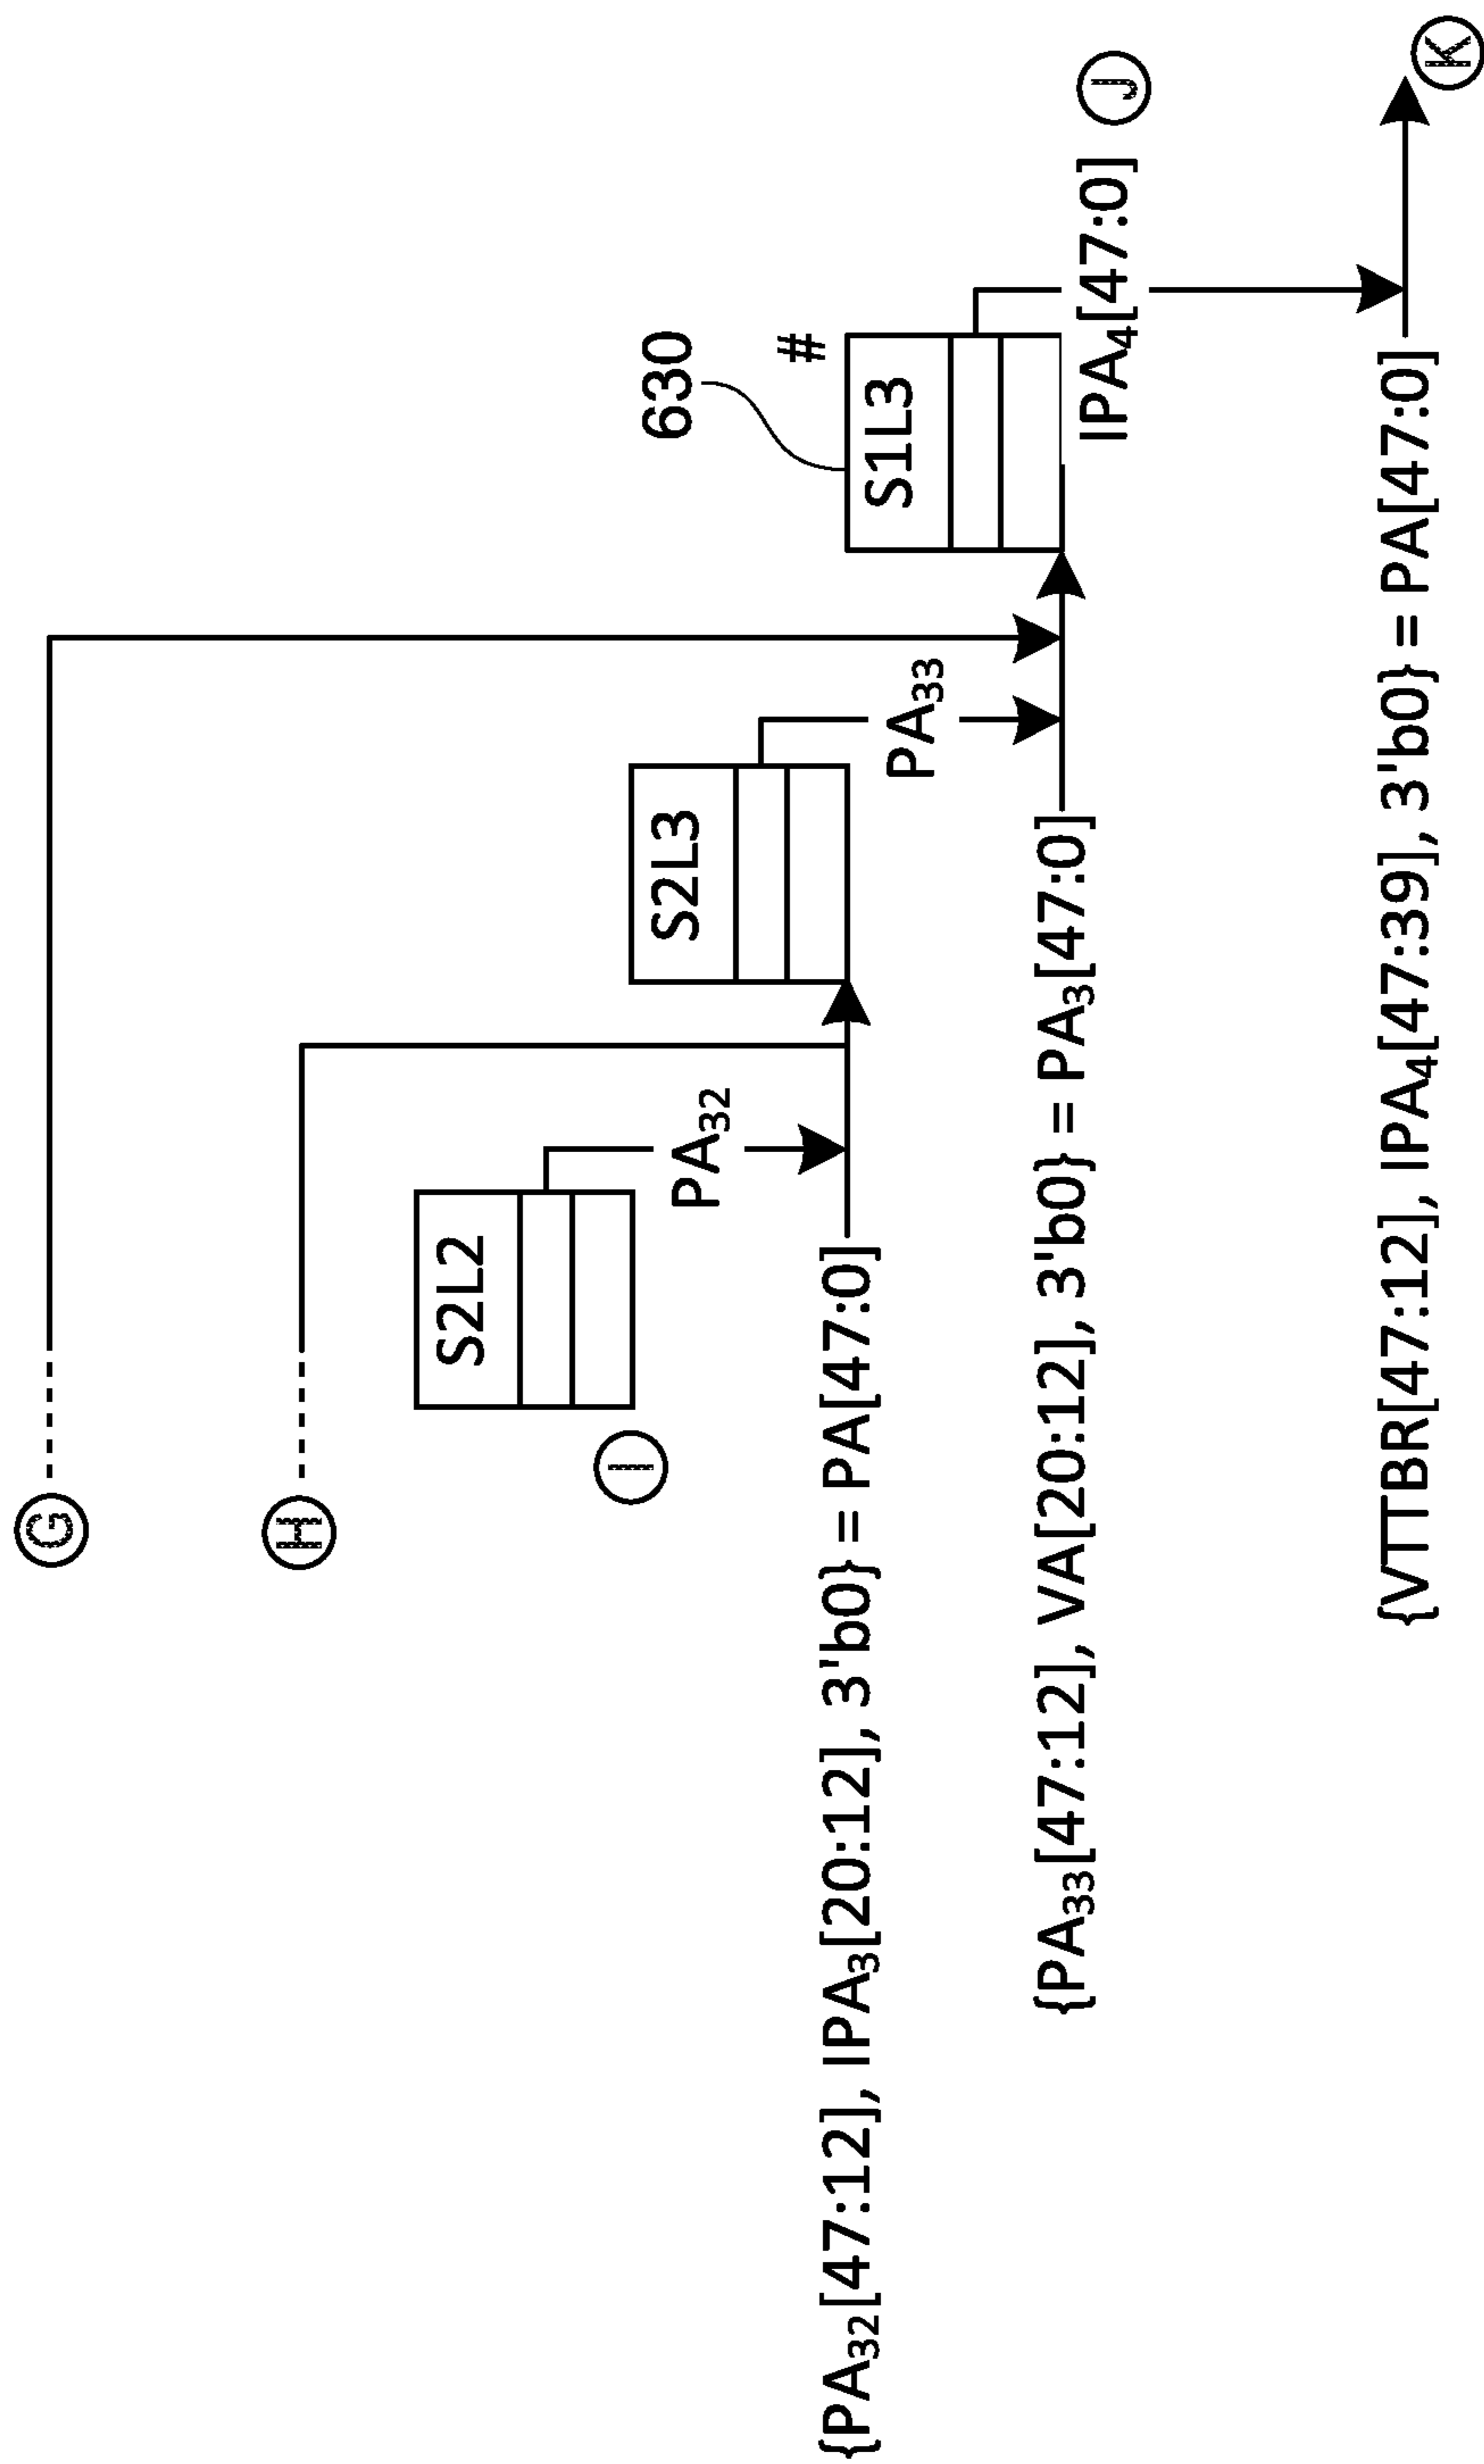 G
H
I
S2L2
PA₃₂
{PA₃₂[47:12], IPA₃[20:12], 3'b0} = PA[47:0]
S2L3
PA₃₃
{PA₃₃[47:12], VA[20:12], 3'b0} = PA₃[47:0]
630
#
S1L3
IPA₄[47:0]
J
{VTTBR[47:12], IPA₄[47:39], 3'b0} = PA[47:0]
K